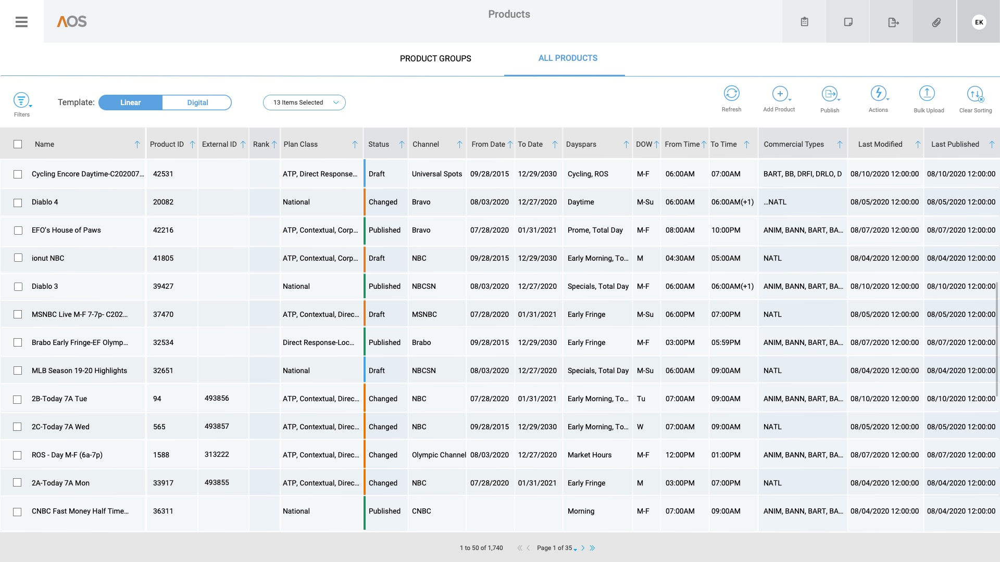 AOS
Products
EK
PRODUCT GROUPS
ALL PRODUCTS
Filters
Template:
Linear
Digital
13 Items Selected
Refresh
Add Product
Publish
Actions
Bulk Upload
Clear Sorting
Name Product ID External ID Rank Plan Class Status Channel From Date To Date Dayspars DOW From Time To Time Commercial Types Last Modified Last Published
Cycling Encore Daytime-C202007... 42531 ATP, Direct Response... Draft Universal Spots 09/28/2015 12/29/2030 Cycling, ROS M-F 06:00AM 07:00AM BART, BB, DRFI, DRLO, D 08/10/2020 12:00:00 08/10/2020 12:00:00
Diablo 4 20082 National Changed Bravo 08/03/2020 12/27/2020 Daytime M-Su 06:00AM 06:00AM(+1) ...NATL 08/05/2020 12:00:00 08/05/2020 12:00:00
EFO’s House of Paws 42216 ATP, Contextual, Corp... Published Bravo 07/28/2020 01/31/2021 Prome, Total Day M-F 08:00AM 10:00PM ANIM, BANN, BART, BA... 08/07/2020 12:00:00 08/07/2020 12:00:00
ionut NBC 41805 ATP, Contextual, Corp... Draft NBC 09/28/2015 12/29/2030 Early Morning, To... M 04:30AM 05:00AM NATL 08/04/2020 12:00:00 08/04/2020 12:00:00
Diablo 3 39427 National Published NBCSN 08/03/2020 12/27/2020 Specials, Total Day M-F 06:00AM 06:00AM(+1) ANIM, BANN, BART, BA... 08/10/2020 12:00:00 08/10/2020 12:00:00
MSNBC Live M-F 7-7p- C202... 37470 ATP, Contextual, Direc... Draft MSNBC 07/28/2020 01/31/2021 Early Fringe M-Su 06:00PM 07:00PM NATL 08/05/2020 12:00:00 08/05/2020 12:00:00
Brabo Early Fringe-EF Olymp... 32534 Direct Response-Loc... Published Brabo 09/28/2015 12/29/2030 Early Fringe M-F 03:00PM 05:59PM ANIM, BANN, BART, BA... 08/07/2020 12:00:00 08/07/2020 12:00:00
MLB Season 19-20 Highlights 32651 National Draft NBCSN 08/03/2020 12/27/2020 Specials, Total Day M-Su 06:00AM 09:00AM NATL 08/04/2020 12:00:00 08/04/2020 12:00:00
2B-Today 7A Tue 94 493856 ATP, Contextual, Direc... Changed NBC 07/28/2020 01/31/2021 Early Morning, To... Tu 07:00AM 09:00AM ANIM, BANN, BART, BA... 08/10/2020 12:00:00 08/10/2020 12:00:00
2C-Today 7A Wed 565 493857 ATP, Contextual, Direc... Changed NBC 09/28/2015 12/29/2030 Early Morning, To... W 07:00AM 09:00AM NATL 08/05/2020 12:00:00 08/05/2020 12:00:00
ROS - Day M-F (6a-7p) 1588 313222 ATP, Contextual, Direc... Changed Olympic Channel 08/03/2020 12/27/2020 Market Hours M-F 12:00PM 01:00PM ANIM, BANN, BART, BA... 08/07/2020 12:00:00 08/07/2020 12:00:00
2A-Today 7A Mon 33917 493855 ATP, Contextual, Direc... Changed NBC 07/28/2020 01/31/2021 Early Fringe M 03:00PM 07:00PM NATL 08/04/2020 12:00:00 08/04/2020 12:00:00
CNBC Fast Money Half Time... 36311 National Published CNBC Morning M-F 07:00AM 09:00AM ANIM, BANN, BART, BA... 08/04/2020 12:00:00 08/04/2020 12:00:00
1 to 50 of 1,740 Page 1 of 35